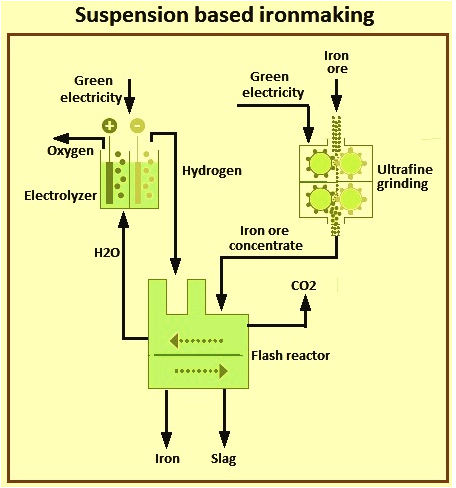 Suspension based ironmaking
Green
electricity
Iron
ore
Green
electricity
+
-
Oxygen
Hydrogen
Ultrafine
grinding
Electrolyzer
Iron ore
concentrate
H2O
CO2
Flash reactor
Iron
Slag